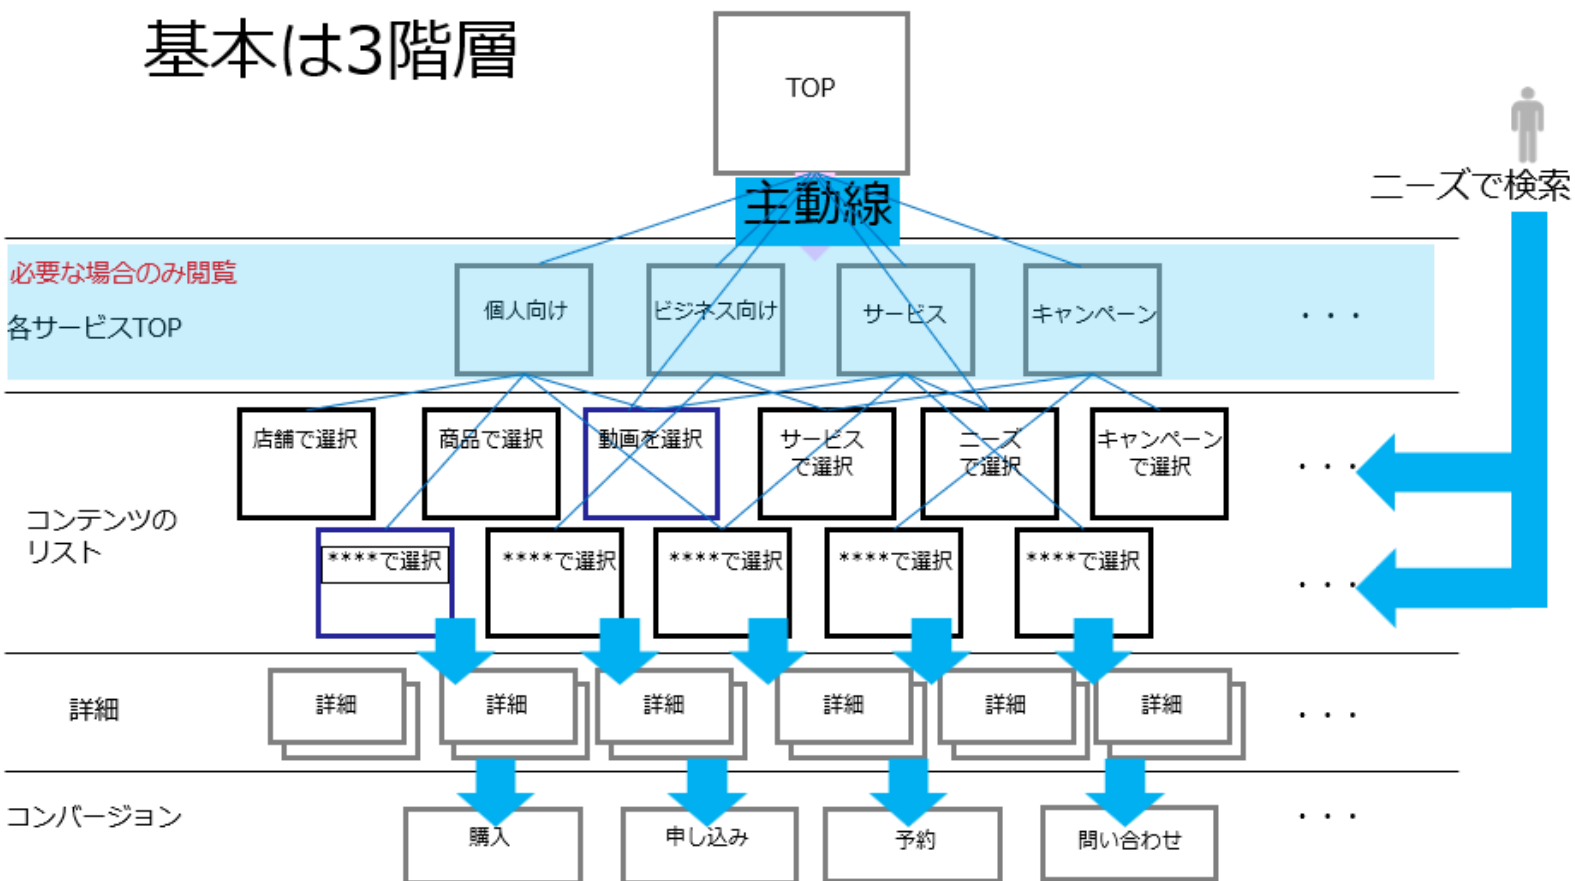 基本は3階層
TOP
ニーズで検索
主動線
必要な場合のみ閲覧
各サービスTOP
個人向け
ビジネス向け
サービス
キャンペーン
・・・
店舗で選択
商品で選択
動画を選択
サービス
で選択
ニーズ
で選択
キャンペーン
で選択
・・・
コンテンツの
リスト
****で選択
****で選択
****で選択
****で選択
****で選択
・・・
詳細
詳細
詳細
詳細
詳細
詳細
詳細
・・・
コンバージョン
購入
申し込み
予約
問い合わせ
・・・